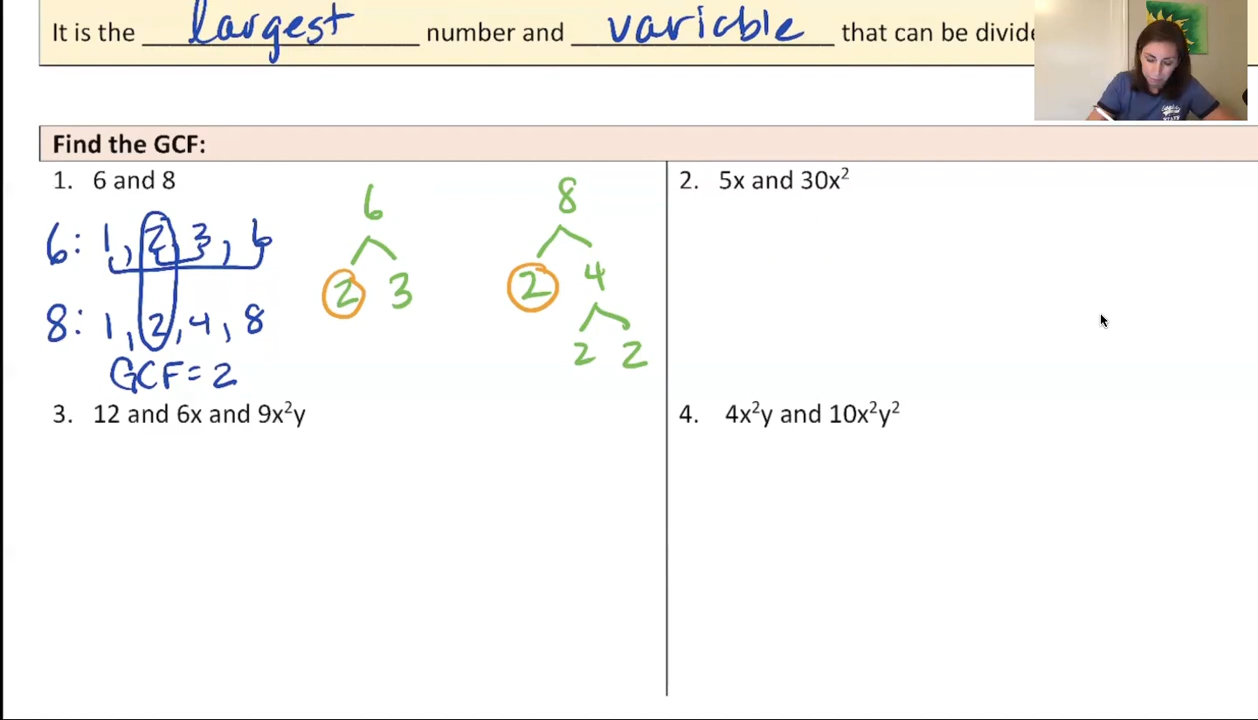 It is the largest number and variable that can be divide
Find the GCF:
1. 6 and 8
2. 5x and 30x²
6: 1, 2, 3, 6
8: 1, 2, 4, 8
GCF = 2
6
2 3
8
2 4
2 2
3. 12 and 6x and 9x²y
4. 4x²y and 10x²y²